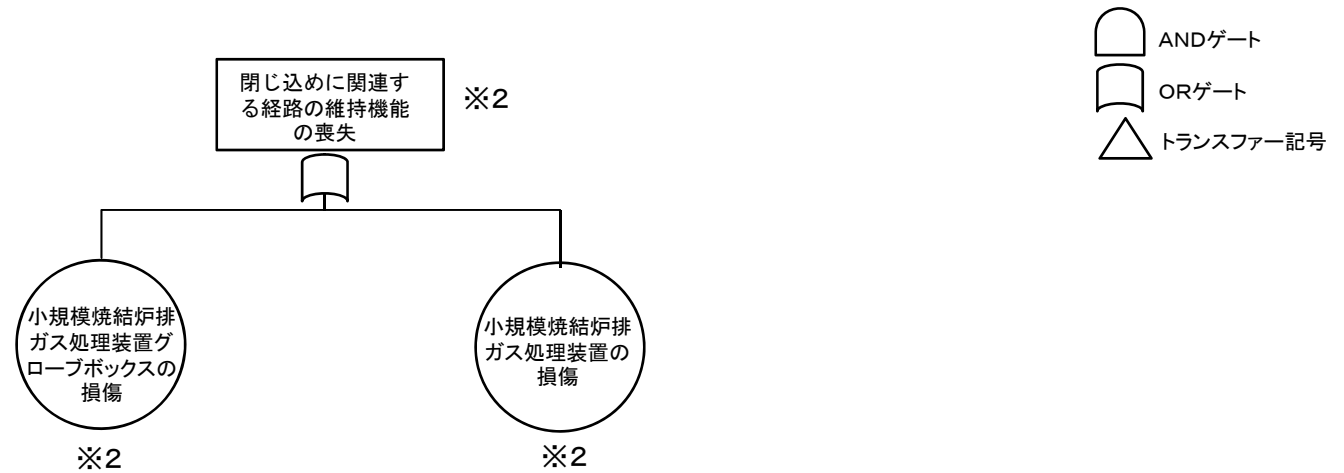 閉じ込めに関連す
る経路の維持機能
の喪失
※2
ANDゲート
ORゲート
トランスファー記号
小規模焼結炉排
ガス処理装置グ
ローブボックスの
損傷
※2
小規模焼結炉排
ガス処理装置の
損傷
※2